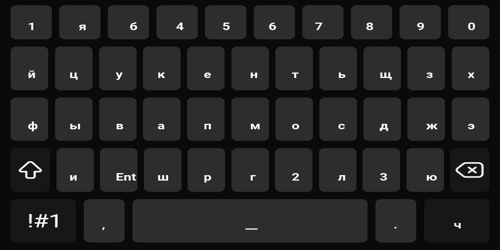 1 я б 4 5 6 7 8 9 0
й ц у к е н т ь щ з х
ф ы в а п м о с д ж э
и Ent ш р г 2 л 3 ю
!#1 , _ . ч